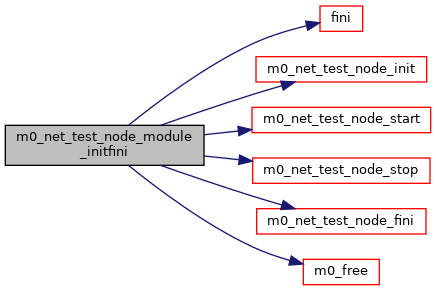 m0_net_test_node_module
_initfini
fini
m0_net_test_node_init
m0_net_test_node_start
m0_net_test_node_stop
m0_net_test_node_fini
m0_free